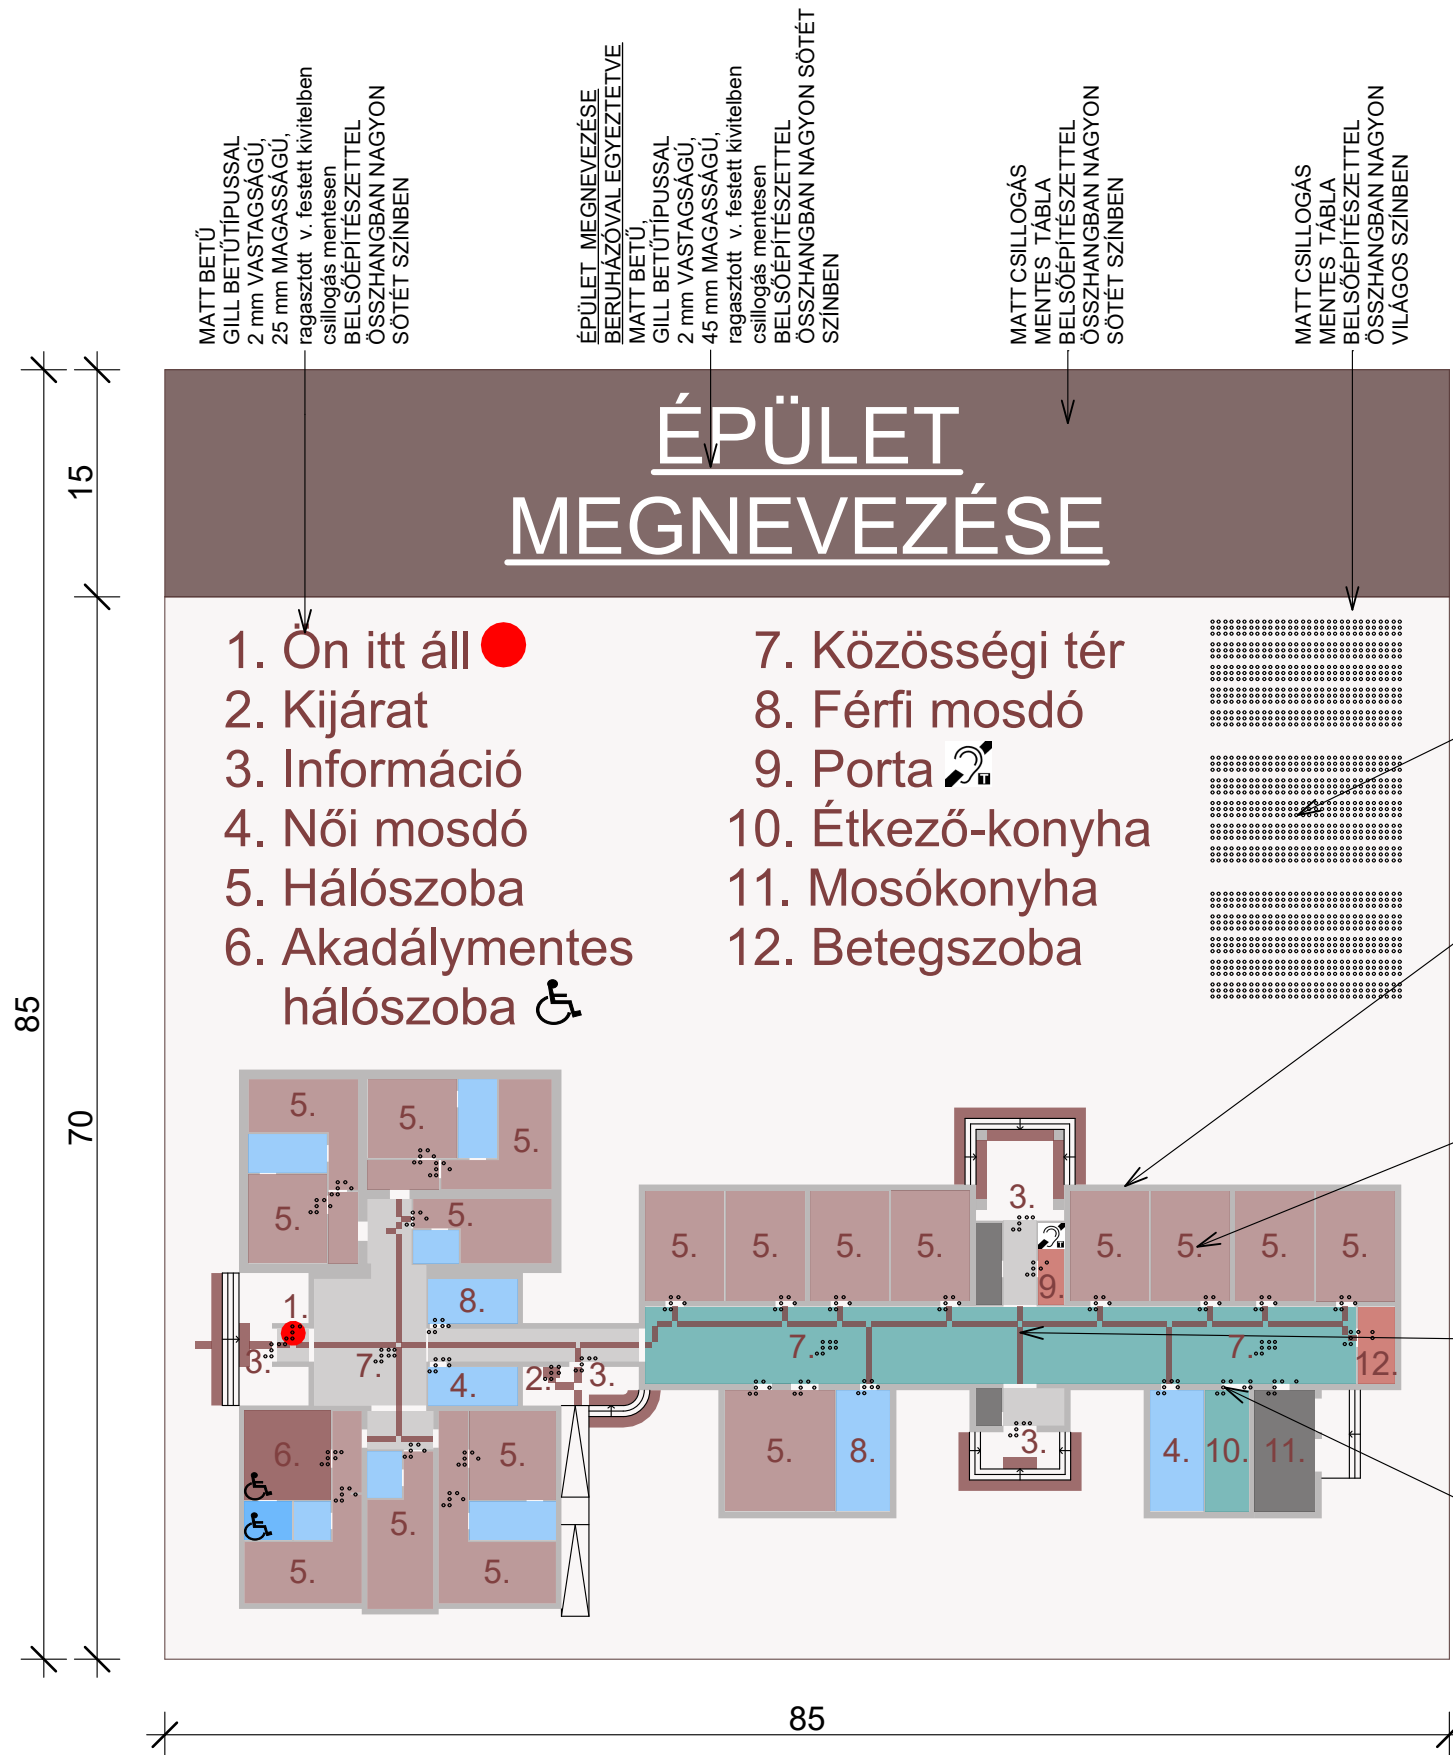 MATT BETŰ
GILL BETŰTÍPUSSAL
2 mm VASTAGSÁGÚ,
25 mm MAGASSÁGÚ,
ragasztott v. festett kivitelben
csillogás mentesen
BELSŐÉPÍTÉSZETTEL
ÖSSZHANGBAN NAGYON
SÖTÉT SZÍNBEN
ÉPÜLET MEGNEVEZÉSE
BERUHÁZÓVAL EGYEZTETVE
MATT BETŰ,
GILL BETŰTÍPUSSAL
2 mm VASTAGSÁGÚ,
45 mm MAGASSÁGÚ,
ragasztott v. festett kivitelben
csillogás mentesen
BELSŐÉPÍTÉSZETTEL
ÖSSZHANGBAN NAGYON SÖTÉT
SZÍNBEN
MATT CSILLOGÁS
MENTES TÁBLA
BELSŐÉPÍTÉSZETTEL
ÖSSZHANGBAN NAGYON
SÖTÉT SZÍNBEN
MATT CSILLOGÁS
MENTES TÁBLA
BELSŐÉPÍTÉSZETTEL
ÖSSZHANGBAN NAGYON
VILÁGOS SZÍNBEN
85
15
70
ÉPÜLET
MEGNEVEZÉSE
1. Ön itt áll
2. Kijárat
3. Információ
4. Női mosdó
5. Hálószoba
6. Akadálymentes
hálószoba
7. Közösségi tér
8. Férfi mosdó
9. Porta
T
10. Étkező-konyha
11. Mosókonyha
12. Betegszoba
5. 5. 5.
5. 5. 3.
5. 5. 5. 5. T 5. 5. 5. 5.
9.
1. 8.
3. 7. 7. 7. 12.
4. 2. 3.
6. 5. 5. 8. 3. 4. 10. 11.
5.
5. 5.
85